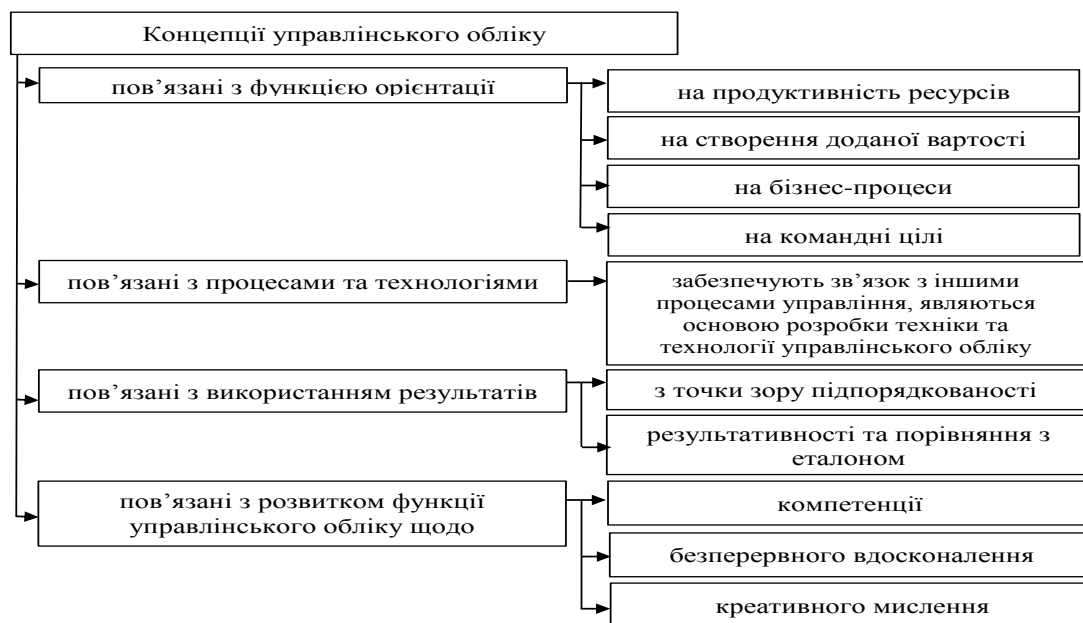 Концепції управлінського обліку
пов’язані з функцією орієнтації
на продуктивність ресурсів
на створення доданої вартості
на бізнес-процеси
на командні цілі
пов’язані з процесами та технологіями
забезпечують зв’язок з іншими
процесами управління, являються
основою розробки техніки та
технології управлінського обліку
пов’язані з використанням результатів
з точки зору підпорядкованості
результативності та порівняння з
еталоном
пов’язані з розвитком функції
управлінського обліку щодо
компетенції
безперервного вдосконалення
креативного мислення